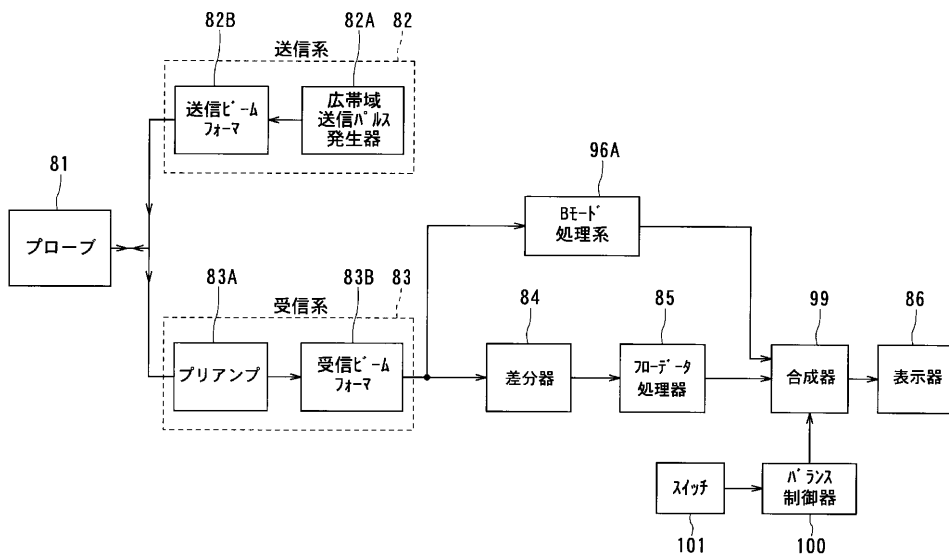 82B
82A
82
送信系
送信ﾋﾞｰﾑ
フォーマ
広帯域
送信ﾊﾟﾙｽ
発生器
81
プローブ
96A
Bﾓｰﾄﾞ
処理系
83A
83B
83
受信系
プリアンプ
受信ﾋﾞｰﾑ
フォーマ
84
差分器
85
ﾌﾛｰﾃﾞｰﾀ
処理器
99
合成器
86
表示器
ｽｲｯﾁ
101
ﾊﾞﾗﾝｽ
制御器
100